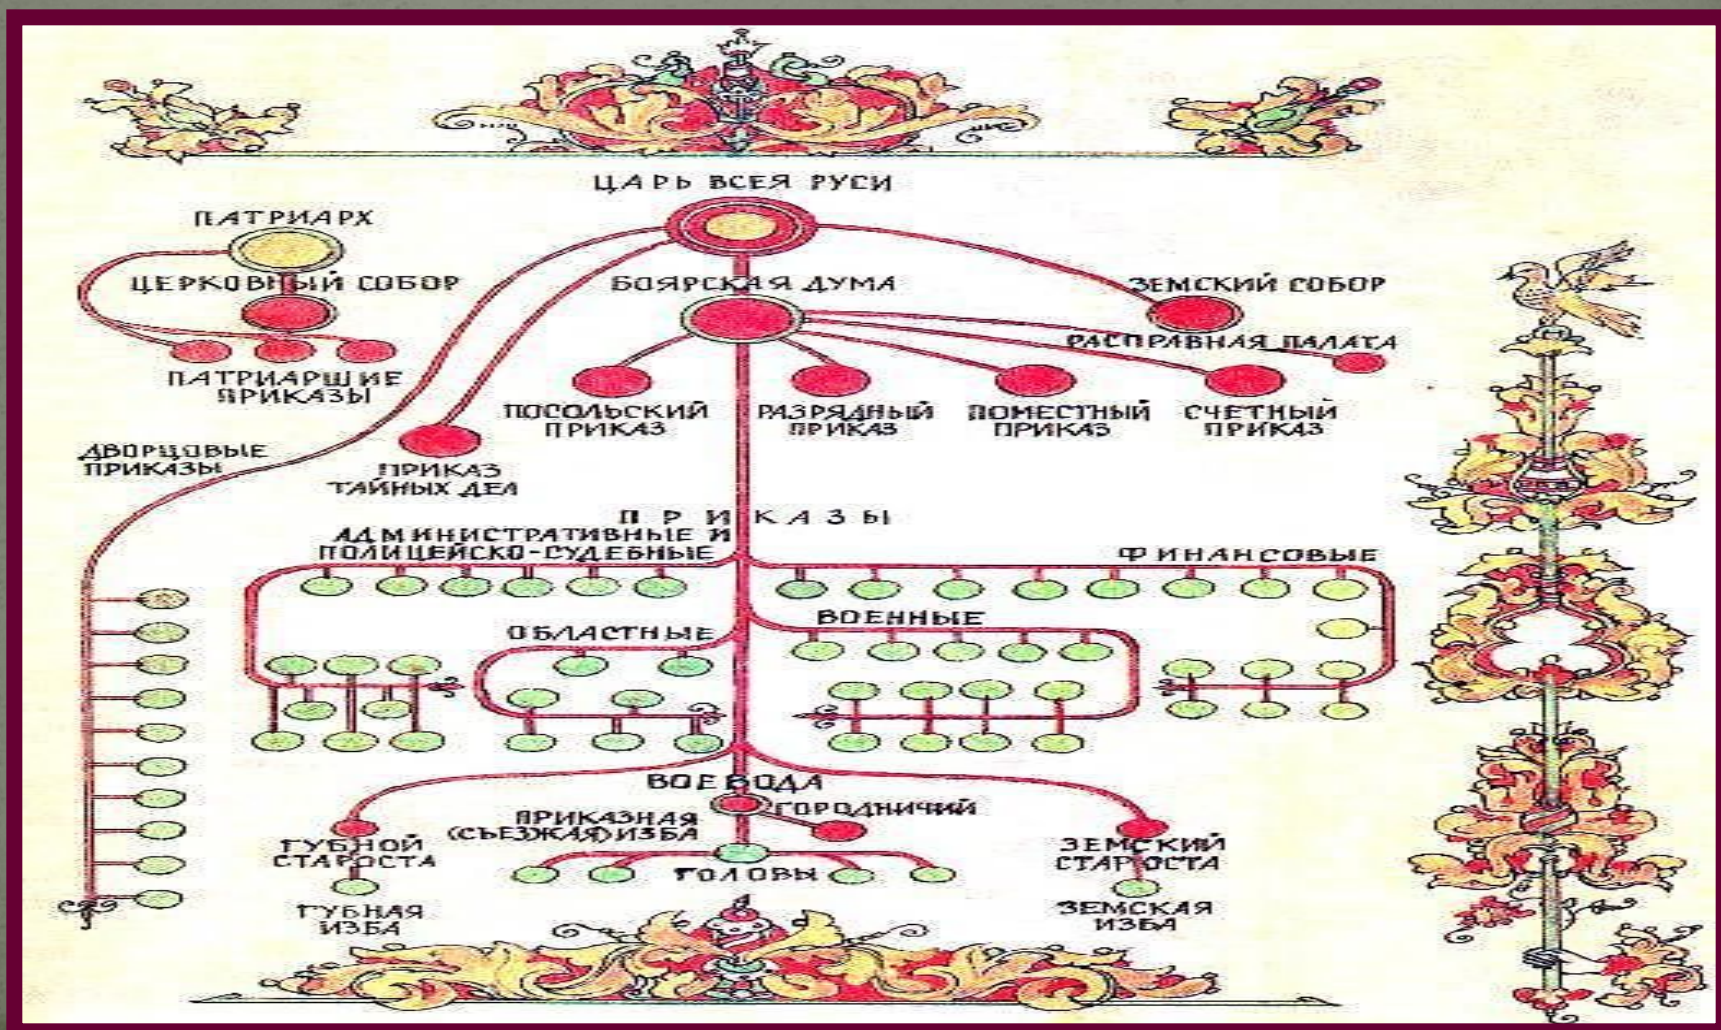 ЦАРЬ ВСЕЯ РУСИ
ПАТРИАРХ
ЦЕРКОВНЫЙ СОБОР
БОЯРСКАЯ ДУМА
ЗЕМСКИЙ СОБОР
РАСПРАВНАЯ ПАЛАТА
ПАТРИАРШИЕ
ПРИКАЗЫ
ПОСОЛЬСКИЙ
ПРИКАЗ
РАЗРЯДНЫЙ
ПРИКАЗ
ПОМЕСТНЫЙ
ПРИКАЗ
СЧЕТНЫЙ
ПРИКАЗ
ДВОРЦОВЫЕ
ПРИКАЗЫ
ПРИКАЗ
ТАЙНЫХ ДЕЛ
ПРИКАЗЫ
АДМИНИСТРАТИВНЫЕ И
ПОЛИЦЕЙСКО-СУДЕБНЫЕ
ФИНАНСОВЫЕ
ОБЛАСТНЫЕ
ВОЕННЫЕ
ВОЕВОДА
ГОРОДНИЧИЙ
ПРИКАЗНАЯ
(СЪЕЗЖАЯ) ИЗБА
ГУБНОЙ
СТАРОСТА
ЗЕМСКИЙ
СТАРОСТА
ГОЛОВЫ
ГУБНАЯ
ИЗБА
ЗЕМСКАЯ
ИЗБА